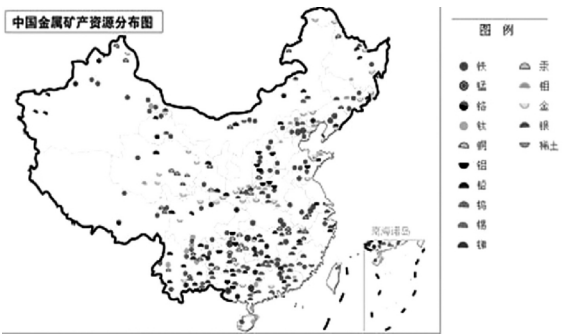 中国金属矿产资源分布图
图 例
铁
锰
铬
钛
铜
铝
铅
钨
锡
锑
汞
钼
金
银
稀土
南海诸岛